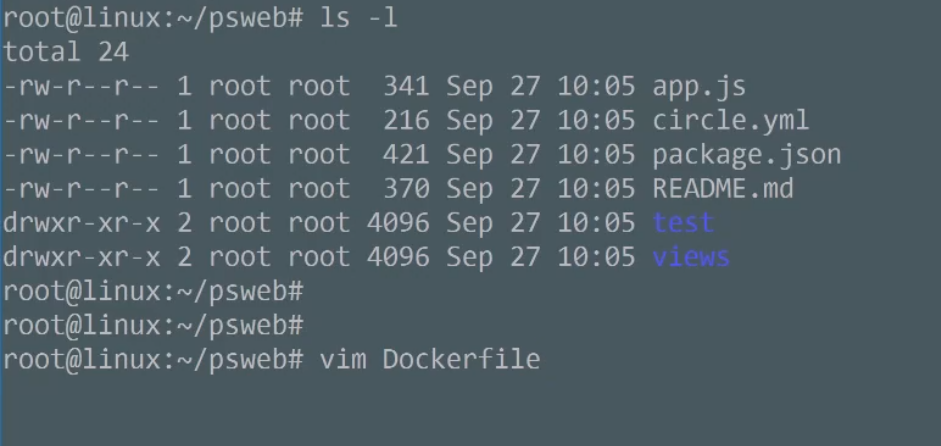 root@linux:~/psweb# ls -l
total 24
-rw-r--r-- 1 root root  341 Sep 27 10:05 app.js
-rw-r--r-- 1 root root  216 Sep 27 10:05 circle.yml
-rw-r--r-- 1 root root  421 Sep 27 10:05 package.json
-rw-r--r-- 1 root root  370 Sep 27 10:05 README.md
drwxr-xr-x 2 root root 4096 Sep 27 10:05 test
drwxr-xr-x 2 root root 4096 Sep 27 10:05 views
root@linux:~/psweb#
root@linux:~/psweb#
root@linux:~/psweb# vim Dockerfile